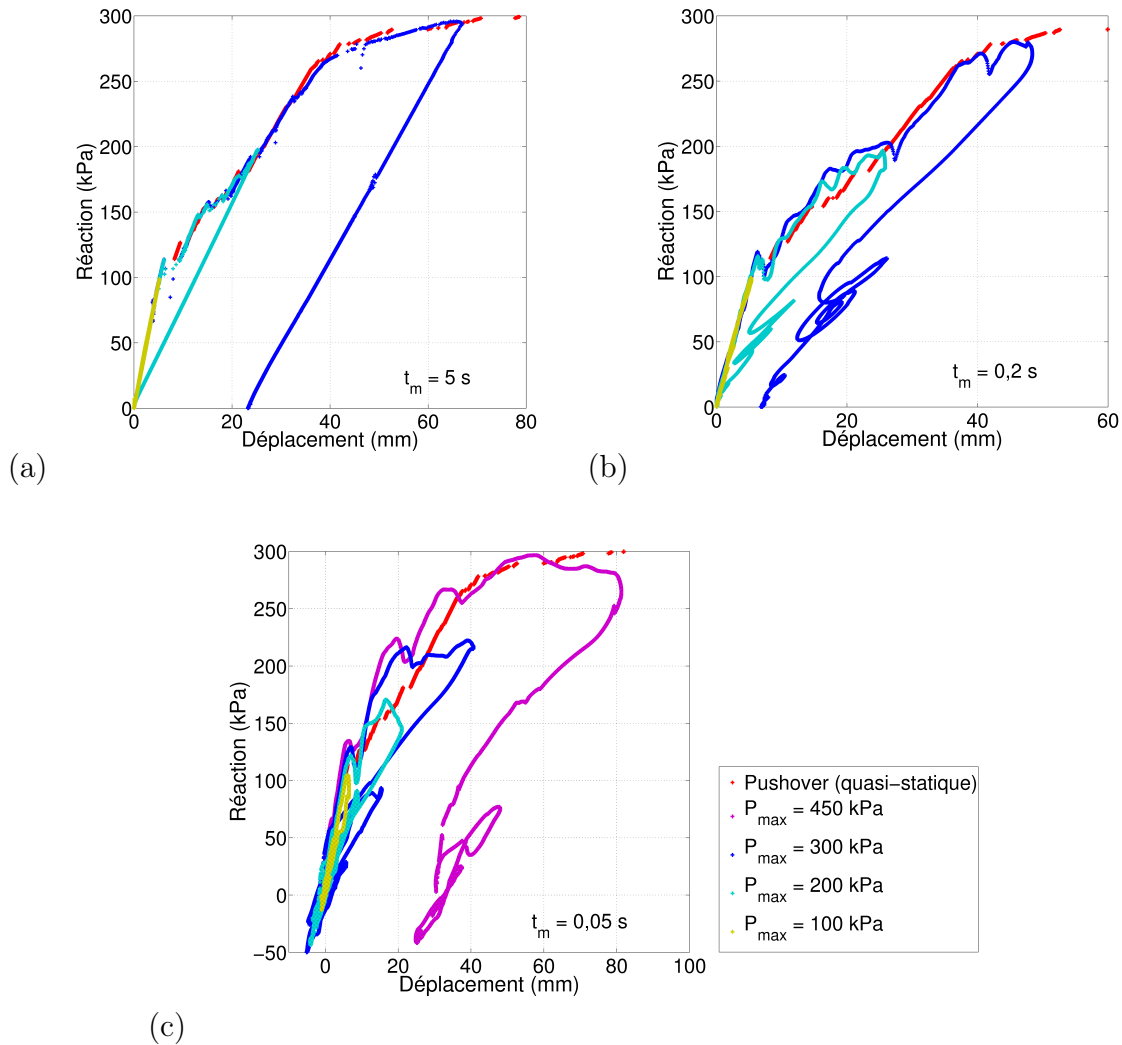 300
250
200
150
100
50
0
Réaction (kPa)
0 20 40 60 80
Déplacement (mm)
t_m = 5 s
(a)
300
250
200
150
100
50
0
Réaction (kPa)
0 20 40 60
Déplacement (mm)
t_m = 0,2 s
(b)
300
250
200
150
100
50
0
−50
Réaction (kPa)
0 20 40 60 80 100
Déplacement (mm)
t_m = 0,05 s
(c)
Pushover (quasi−statique)
P_max = 450 kPa
P_max = 300 kPa
P_max = 200 kPa
P_max = 100 kPa